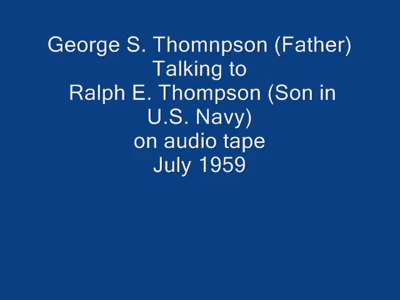 George S. Thomnpson (Father)
Talking to
Ralph E. Thompson (Son in
U.S. Navy)
on audio tape
July 1959